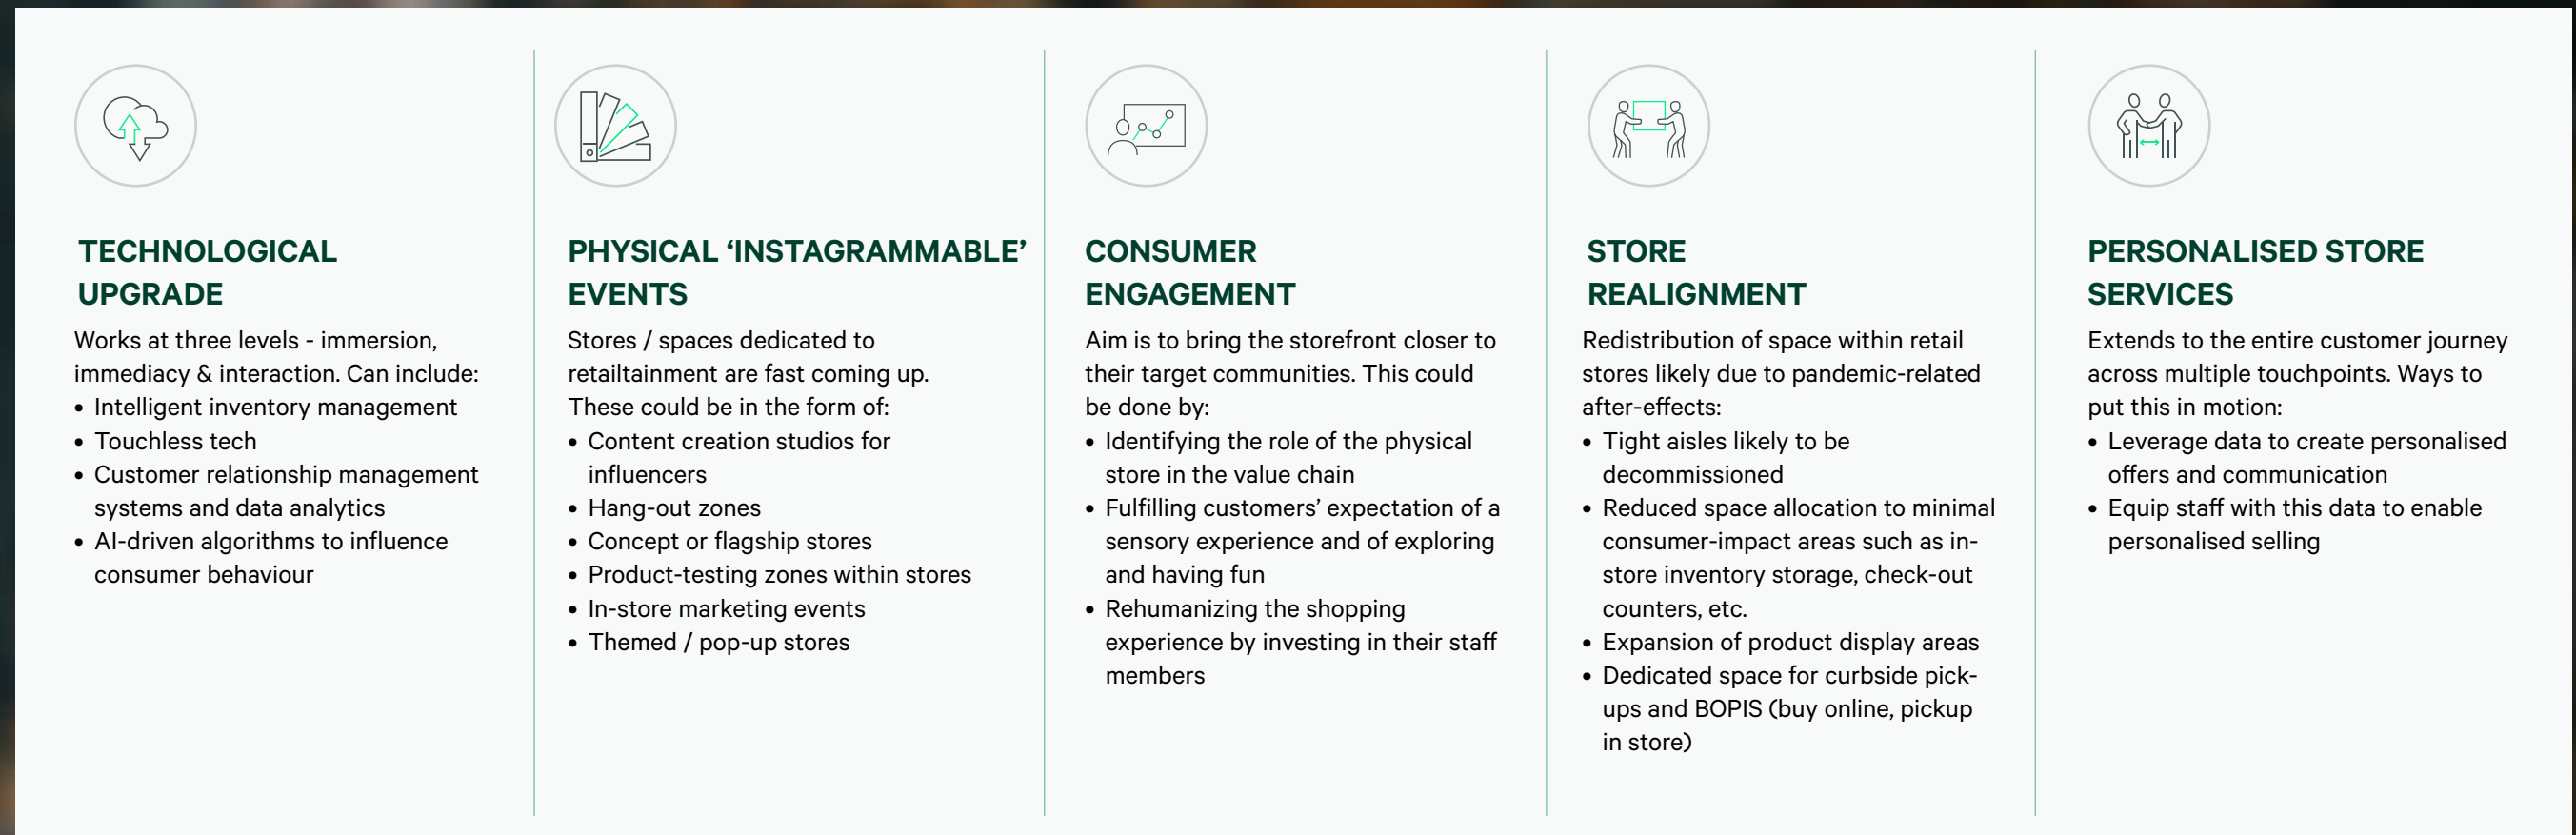 TECHNOLOGICAL
UPGRADE
Works at three levels - immersion,
immediacy & interaction. Can include:
• Intelligent inventory management
• Touchless tech
• Customer relationship management
systems and data analytics
• AI-driven algorithms to influence
consumer behaviour
PHYSICAL ‘INSTAGRAMMABLE’
EVENTS
Stores / spaces dedicated to
retailtainment are fast coming up.
These could be in the form of:
• Content creation studios for
influencers
• Hang-out zones
• Concept or flagship stores
• Product-testing zones within stores
• In-store marketing events
• Themed / pop-up stores
CONSUMER
ENGAGEMENT
Aim is to bring the storefront closer to
their target communities. This could
be done by:
• Identifying the role of the physical
store in the value chain
• Fulfilling customers’ expectation of a
sensory experience and of exploring
and having fun
• Rehumanizing the shopping
experience by investing in their staff
members
STORE
REALIGNMENT
Redistribution of space within retail
stores likely due to pandemic-related
after-effects:
• Tight aisles likely to be
decommissioned
• Reduced space allocation to minimal
consumer-impact areas such as in-
store inventory storage, check-out
counters, etc.
• Expansion of product display areas
• Dedicated space for curbside pick-
ups and BOPIS (buy online, pickup
in store)
PERSONALISED STORE
SERVICES
Extends to the entire customer journey
across multiple touchpoints. Ways to
put this in motion:
• Leverage data to create personalised
offers and communication
• Equip staff with this data to enable
personalised selling